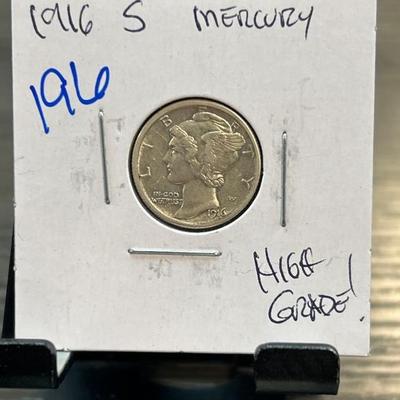 1916 S MERCURY
196
LIBERTY
IN GOD
WE TRUST
1916
HIGH
GRADE!